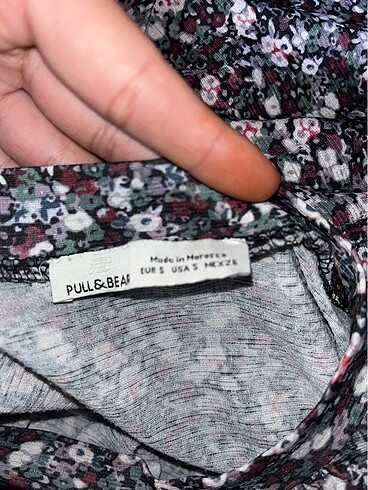 PULL&BEAR
Made in Morocco
EUR S USA S MEX 26